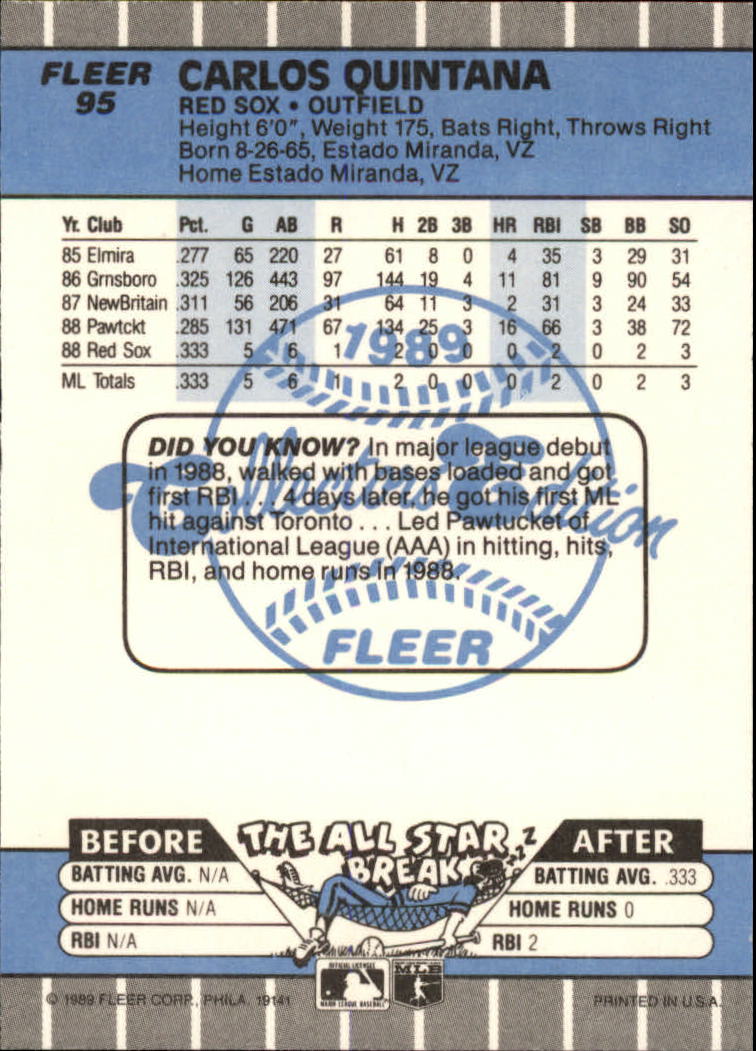 FLEER
95
CARLOS QUINTANA
RED SOX • OUTFIELD
Height 6'0", Weight 175, Bats Right, Throws Right
Born 8-26-65, Estado Miranda, VZ
Home Estado Miranda, VZ
Yr. Club Pct. G AB R H 2B 3B HR RBI SB BB SO
85 Elmira .277 65 220 27 61 8 0 4 35 3 29 31
86 Grnsboro .325 126 443 97 144 19 4 11 81 9 90 54
87 NewBritain .311 56 206 31 64 11 3 2 31 3 24 33
88 Pawtckt .285 131 471 67 134 25 3 16 66 3 38 72
88 Red Sox .333 5 6 1 2 0 0 0 2 0 2 3
ML Totals .333 5 6 1 2 0 0 0 2 0 2 3
1989
Collector's Edition
FLEER
DID YOU KNOW? In major league debut
in 1988, walked with bases loaded and got
first RBI . . . 4 days later, he got his first ML
hit against Toronto . . . Led Pawtucket of
International League (AAA) in hitting, hits,
RBI, and home runs in 1988.
THE ALL STAR
BREAK
ZZZZ
BEFORE
BATTING AVG. N/A
HOME RUNS N/A
RBI N/A
AFTER
BATTING AVG. .333
HOME RUNS 0
RBI 2
OFFICIAL LICENSEE
MAJOR LEAGUE BASEBALL
MLB
© 1989 FLEER CORP., PHILA. 19141
PRINTED IN U.S.A.